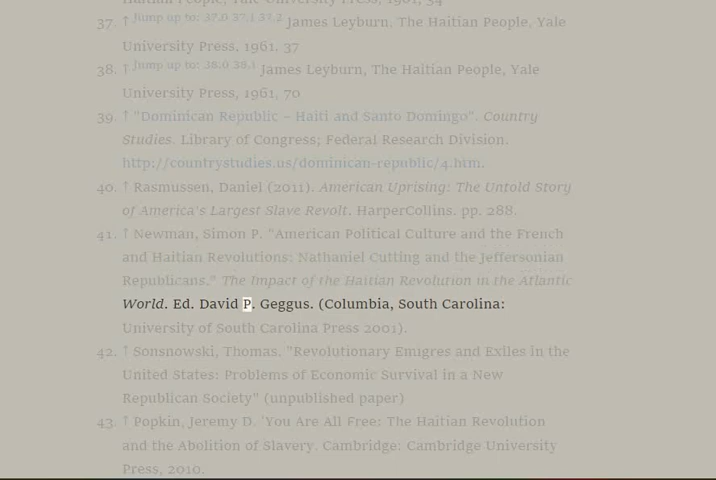 Haitian People, Yale University Press, 1961, 34
37. ↑ Jump up to: 37.0 37.1 37.2 James Leyburn, The Haitian People, Yale
University Press, 1961, 37
38. ↑ Jump up to: 38.0 38.1 James Leyburn, The Haitian People, Yale
University Press, 1961, 70
39. ↑ "Dominican Republic – Haiti and Santo Domingo". Country
Studies. Library of Congress; Federal Research Division.
http://countrystudies.us/dominican-republic/4.htm.
40. ↑ Rasmussen, Daniel (2011). American Uprising: The Untold Story
of America's Largest Slave Revolt. HarperCollins. pp. 288.
41. ↑ Newman, Simon P. "American Political Culture and the French
and Haitian Revolutions: Nathaniel Cutting and the Jeffersonian
Republicans." The Impact of the Haitian Revolution in the Atlantic
World. Ed. David P. Geggus. (Columbia, South Carolina:
University of South Carolina Press 2001).
42. ↑ Sonsnowski, Thomas. "Revolutionary Emigres and Exiles in the
United States: Problems of Economic Survival in a New
Republican Society" (unpublished paper)
43. ↑ Popkin, Jeremy D. 'You Are All Free: The Haitian Revolution
and the Abolition of Slavery. Cambridge: Cambridge University
Press, 2010.